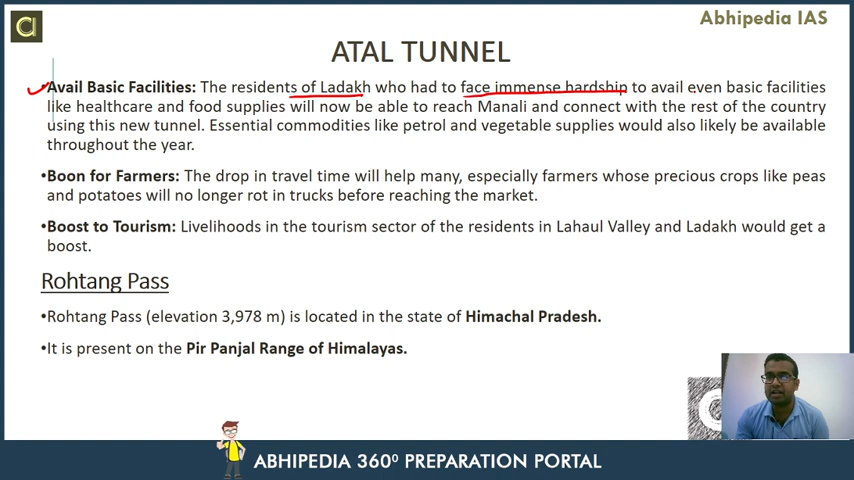 Abhipedia IAS
ATAL TUNNEL
•Avail Basic Facilities: The residents of Ladakh who had to face immense hardship to avail even basic facilities
like healthcare and food supplies will now be able to reach Manali and connect with the rest of the country
using this new tunnel. Essential commodities like petrol and vegetable supplies would also likely be available
throughout the year.
•Boon for Farmers: The drop in travel time will help many, especially farmers whose precious crops like peas
and potatoes will no longer rot in trucks before reaching the market.
•Boost to Tourism: Livelihoods in the tourism sector of the residents in Lahaul Valley and Ladakh would get a
boost.
Rohtang Pass
•Rohtang Pass (elevation 3,978 m) is located in the state of Himachal Pradesh.
•It is present on the Pir Panjal Range of Himalayas.
ABHIPEDIA 360⁰ PREPARATION PORTAL